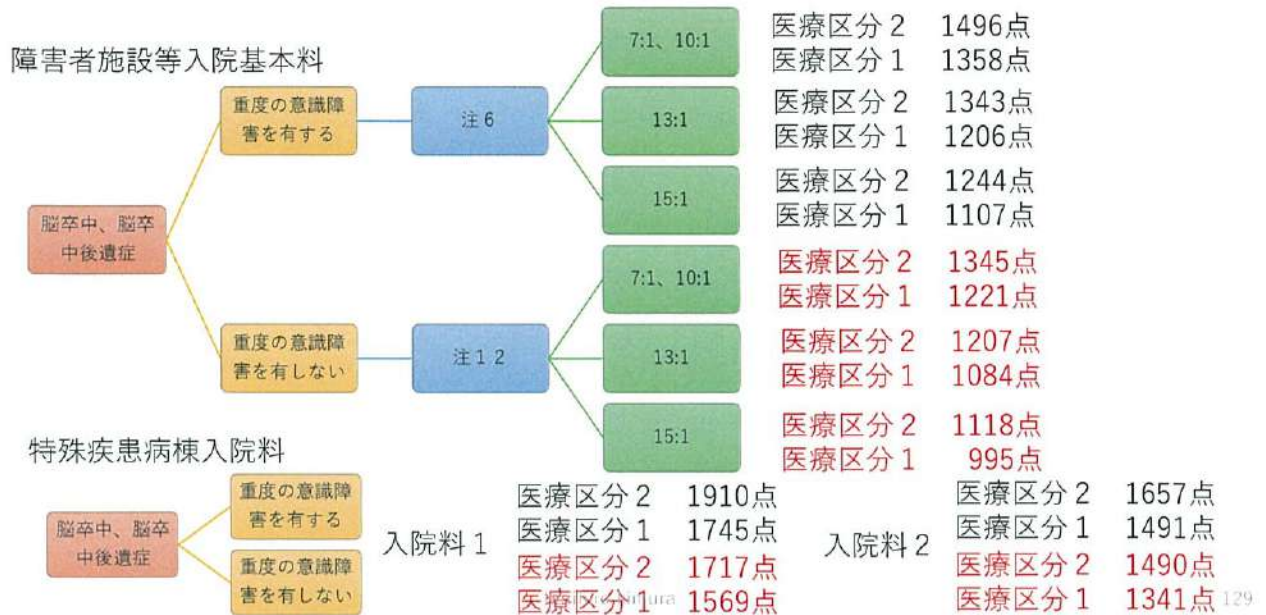 障害者施設等入院基本料
脳卒中、脳卒
中後遺症
重度の意識障
害を有する
注６
7:1、10:1
医療区分２ 1496点
医療区分１ 1358点
13:1
医療区分２ 1343点
医療区分１ 1206点
15:1
医療区分２ 1244点
医療区分１ 1107点
重度の意識障
害を有しない
注１２
7:1、10:1
医療区分２ 1345点
医療区分１ 1221点
13:1
医療区分２ 1207点
医療区分１ 1084点
15:1
医療区分２ 1118点
医療区分１ 995点
特殊疾患病棟入院料
脳卒中、脳卒
中後遺症
重度の意識障
害を有する
重度の意識障
害を有しない
入院料１
医療区分２ 1910点
医療区分１ 1745点
医療区分２ 1717点
医療区分１ 1569点
入院料２
医療区分２ 1657点
医療区分１ 1491点
医療区分２ 1490点
医療区分１ 1341点
129